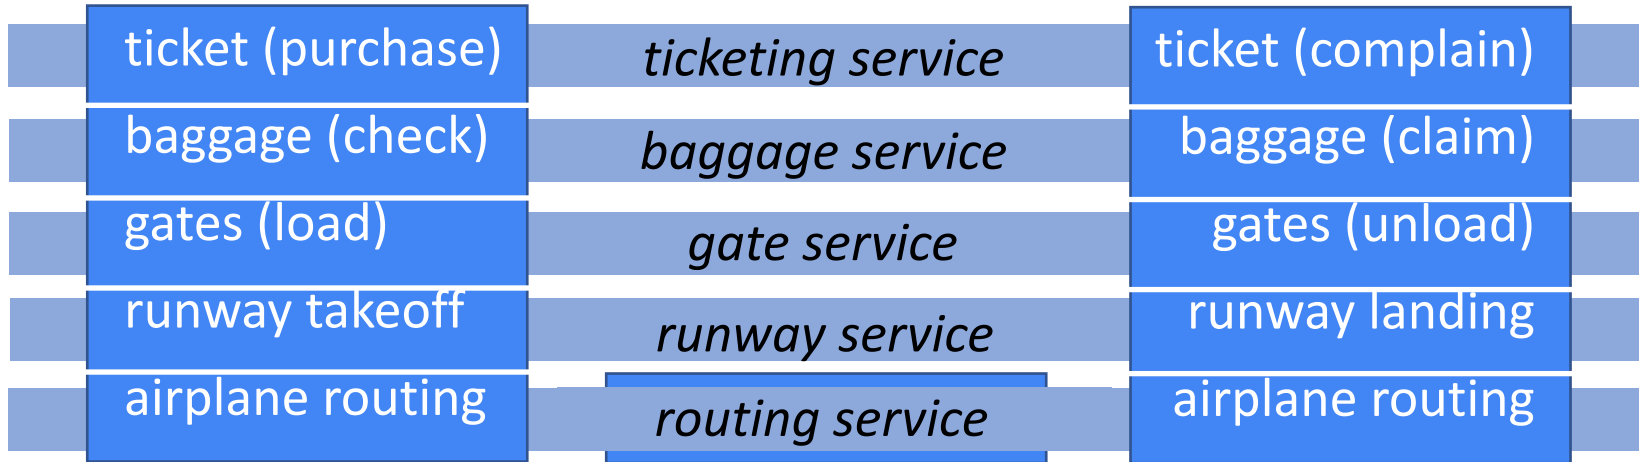 ticket (purchase) ticketing service ticket (complain)
baggage (check) baggage service baggage (claim)
gates (load) gate service gates (unload)
runway takeoff runway service runway landing
airplane routing routing service airplane routing